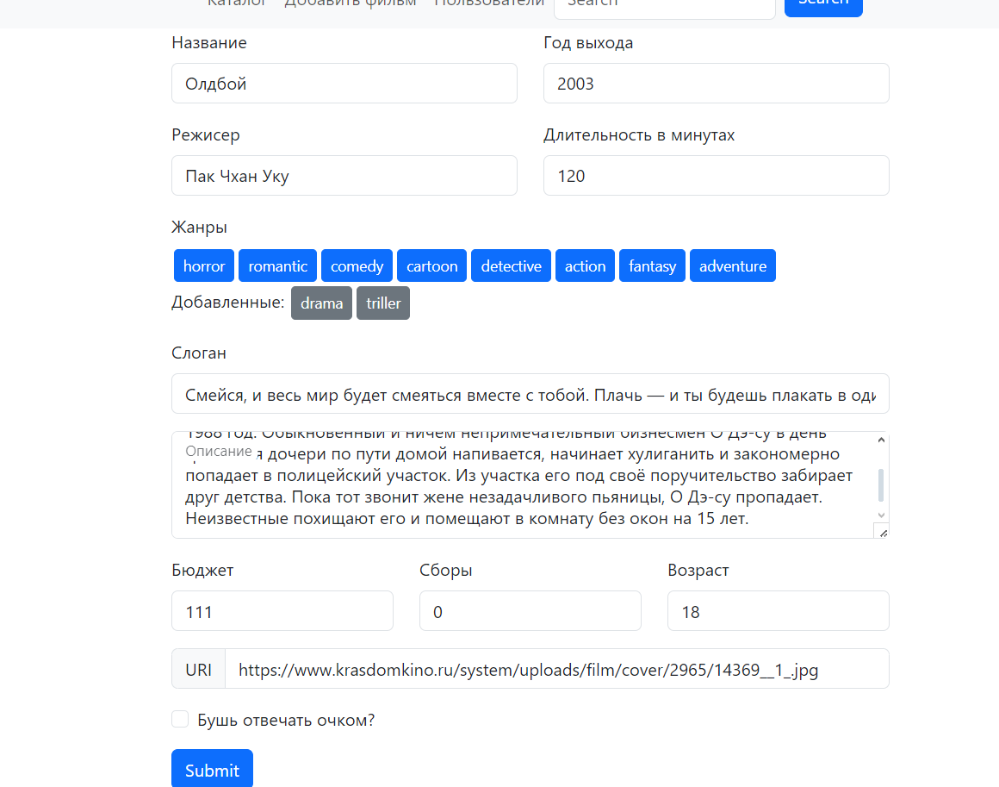 Каталог Добавить фильм Пользователи Search Search
Название Год выхода
Олдбой 2003
Режисер Длительность в минутах
Пак Чхан Уку 120
Жанры
horror romantic comedy cartoon detective action fantasy adventure
Добавленные: drama triller
Слоган
Смейся, и весь мир будет смеяться вместе с тобой. Плачь — и ты будешь плакать в оди
1988 год. Обыкновенный и ничем непримечательный бизнесмен О Дэ-су в день
Описание я дочери по пути домой напивается, начинает хулиганить и закономерно
попадает в полицейский участок. Из участка его под своё поручительство забирает
друг детства. Пока тот звонит жене незадачливого пьяницы, О Дэ-су пропадает.
Неизвестные похищают его и помещают в комнату без окон на 15 лет.
Бюджет Сборы Возраст
111 0 18
URI https://www.krasdomkino.ru/system/uploads/film/cover/2965/14369__1_.jpg
Бушь отвечать очком?
Submit